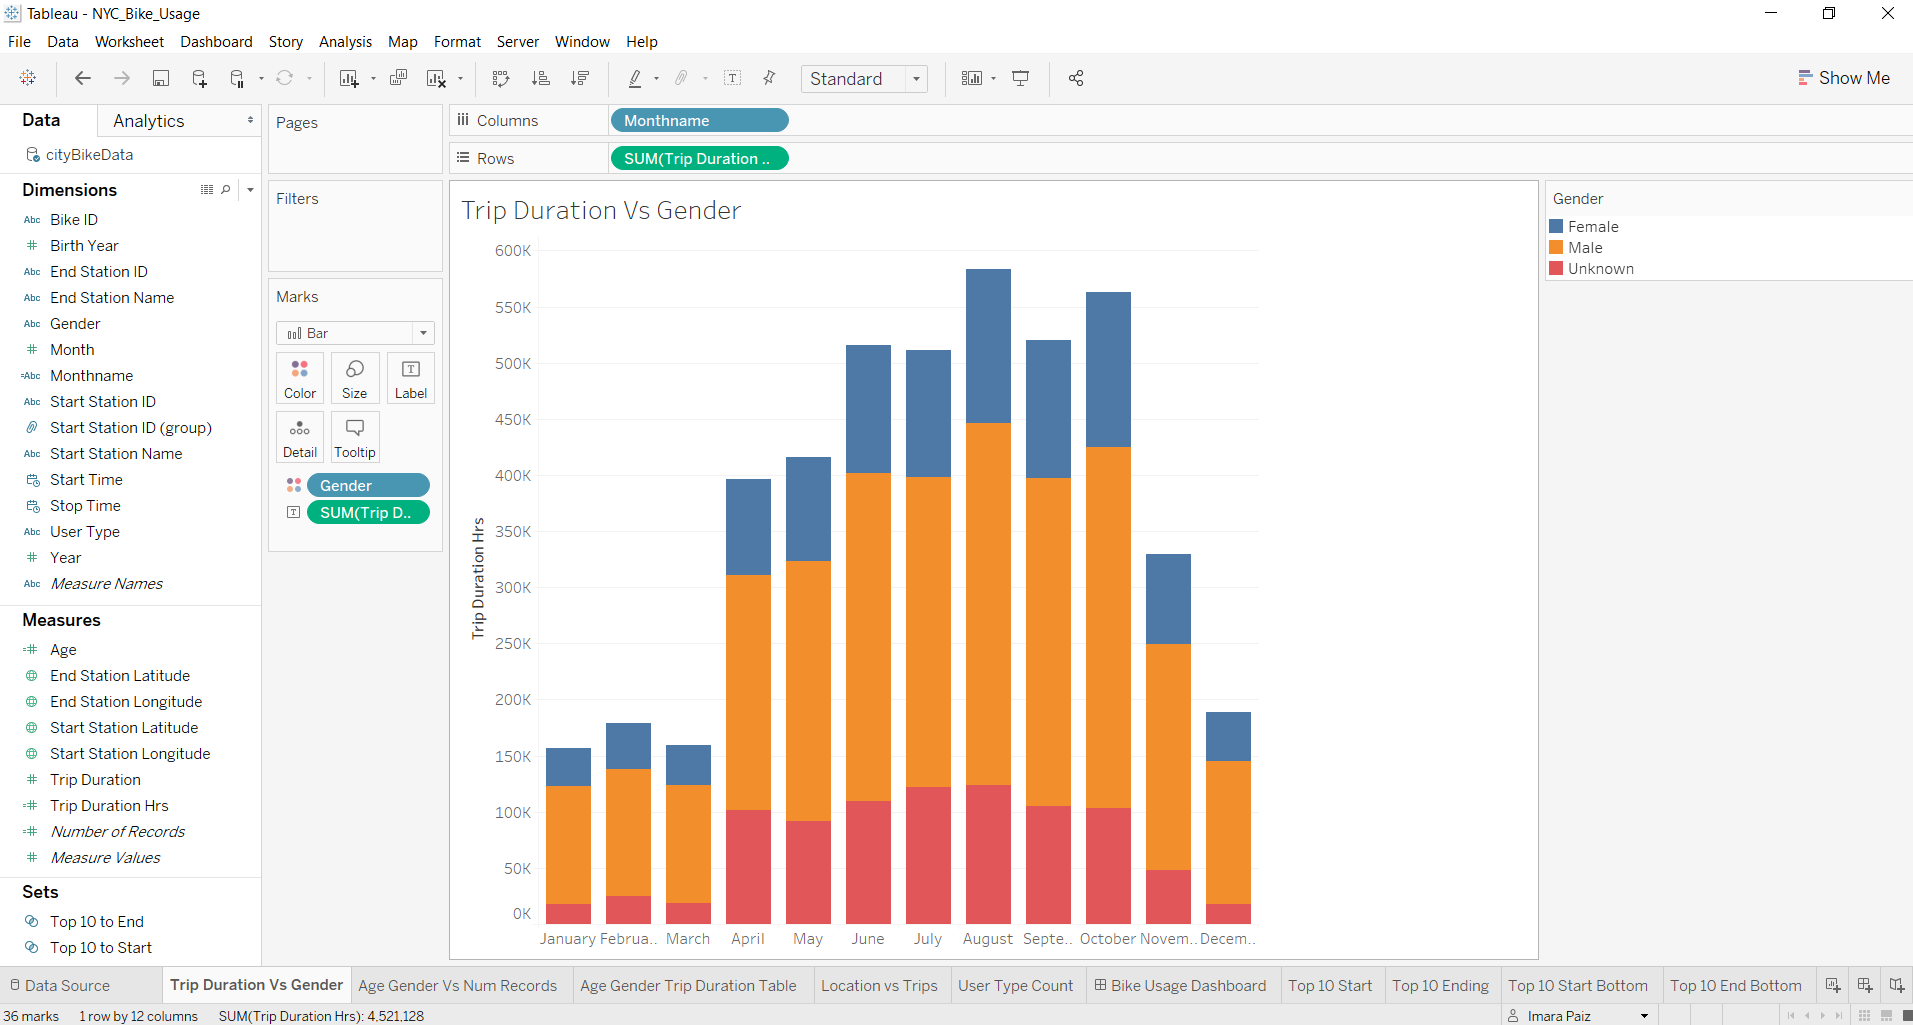 Tableau - NYC_Bike_Usage
File Data Worksheet Dashboard Story Analysis Map Format Server Window Help
Standard
Show Me
Data
Analytics
cityBikeData
Dimensions
Abc Bike ID
# Birth Year
Abc End Station ID
Abc End Station Name
Abc Gender
# Month
=Abc Monthname
Abc Start Station ID
Start Station ID (group)
Abc Start Station Name
Start Time
Stop Time
Abc User Type
# Year
Abc Measure Names
Measures
=# Age
End Station Latitude
End Station Longitude
Start Station Latitude
Start Station Longitude
# Trip Duration
=# Trip Duration Hrs
=# Number of Records
# Measure Values
Sets
Top 10 to End
Top 10 to Start
Pages
Filters
Marks
Bar
Color
Size
T
Label
Detail
Tooltip
Gender
T SUM(Trip D..
Columns
Monthname
Rows
SUM(Trip Duration ..
Trip Duration Vs Gender
600K
550K
500K
450K
400K
350K
300K
250K
200K
150K
100K
50K
0K
Trip Duration Hrs
January Februa.. March April May June July August Septe.. October Novem.. Decem..
Gender
Female
Male
Unknown
Data Source
Trip Duration Vs Gender
Age Gender Vs Num Records
Age Gender Trip Duration Table
Location vs Trips
User Type Count
Bike Usage Dashboard
Top 10 Start
Top 10 Ending
Top 10 Start Bottom
Top 10 End Bottom
36 marks 1 row by 12 columns SUM(Trip Duration Hrs): 4,521,128
Imara Paiz